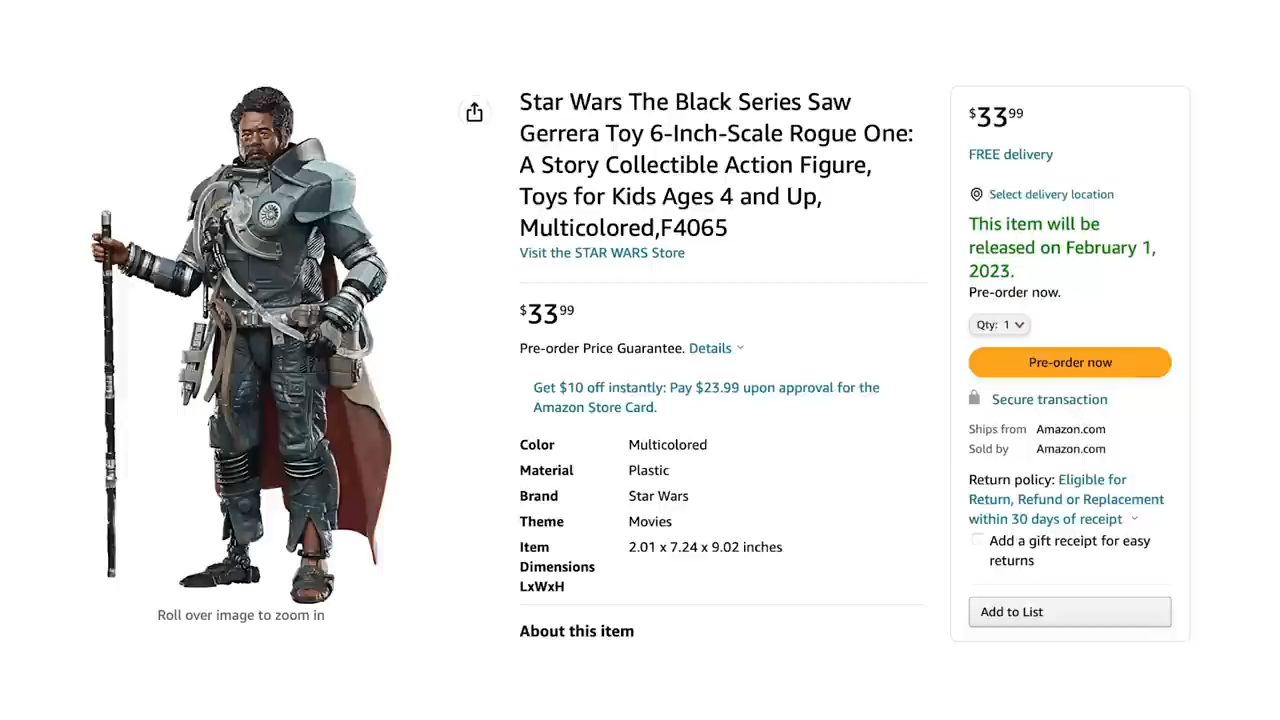 Star Wars The Black Series Saw
Gerrera Toy 6-Inch-Scale Rogue One:
A Story Collectible Action Figure,
Toys for Kids Ages 4 and Up,
Multicolored,F4065
Visit the STAR WARS Store
$3399
Pre-order Price Guarantee. Details
Get $10 off instantly: Pay $23.99 upon approval for the
Amazon Store Card.
Color Multicolored
Material Plastic
Brand Star Wars
Theme Movies
Item 2.01 x 7.24 x 9.02 inches
Dimensions
LxWxH
About this item
Roll over image to zoom in
$3399
FREE delivery
Select delivery location
This item will be
released on February 1,
2023.
Pre-order now.
Qty: 1
Pre-order now
Secure transaction
Ships from Amazon.com
Sold by Amazon.com
Return policy: Eligible for
Return, Refund or Replacement
within 30 days of receipt
Add a gift receipt for easy
returns
Add to List